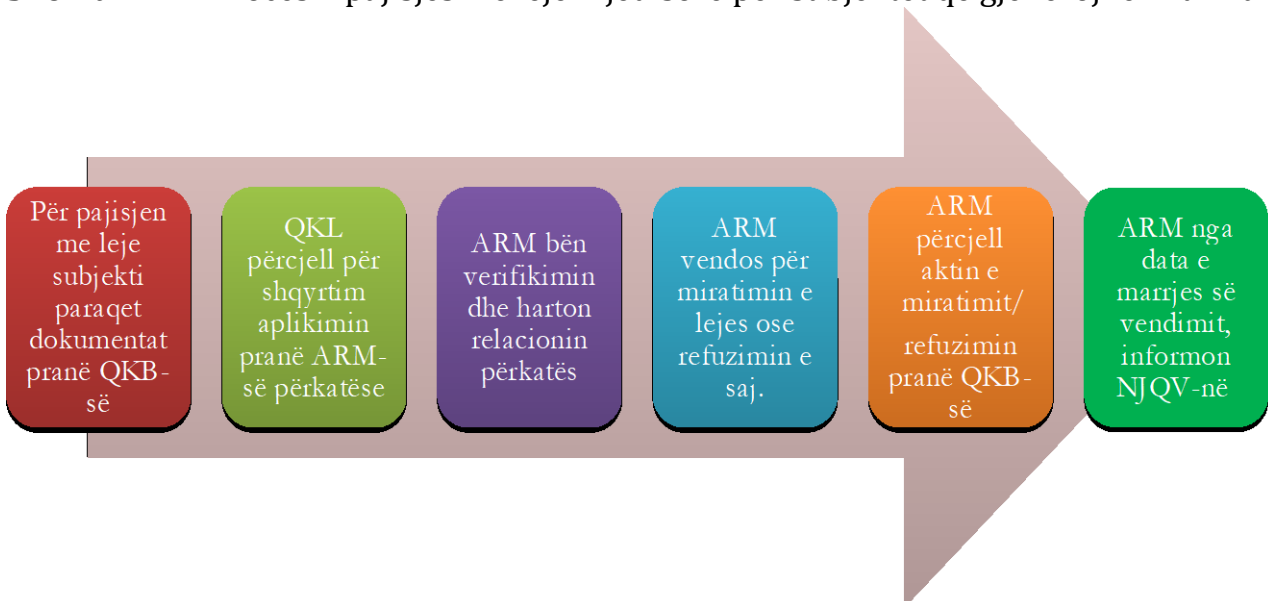 Për pajisjen
me leje
subjekti
paraqet
dokumentat
pranë QKB-
së
QKL
përcjell për
shqyrtim
aplikimin
pranë ARM-
së përkatëse
ARM bën
verifikimin
dhe harton
relacionin
përkatës
ARM
vendos për
miratimin e
lejes ose
refuzimin e
saj.
ARM
përcjell
aktin e
miratimit/
refuzimin
pranë QKB-
së
ARM nga
data e
marrjes së
vendimit,
informon
NJQV-në